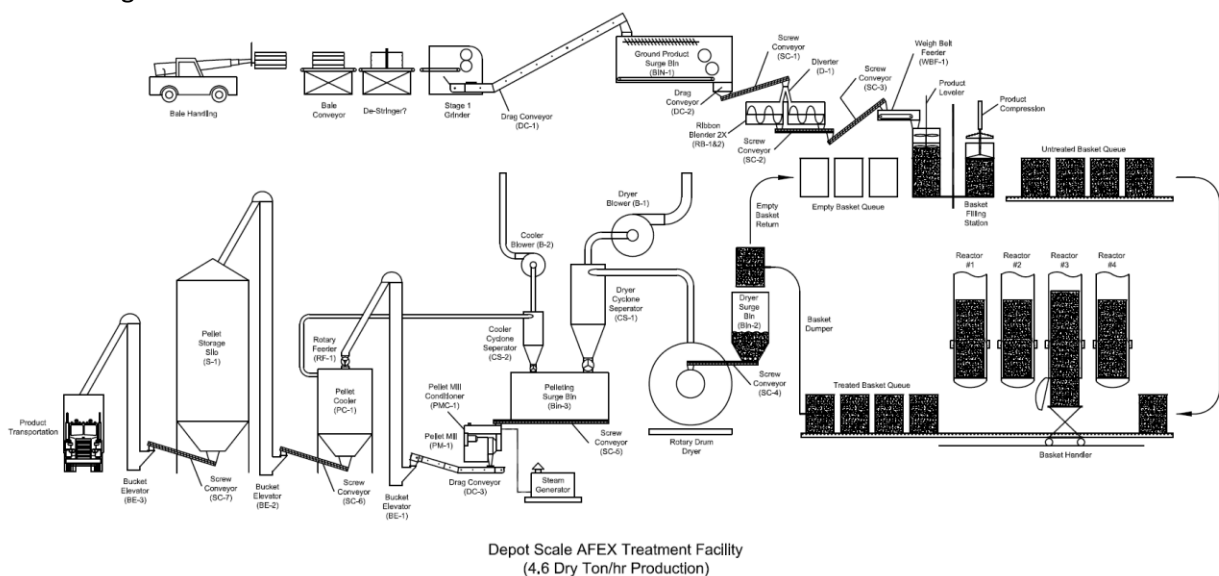 Bale Handling
Bale
Conveyor
De-Stringer?
Stage 1
Grinder
Drag Conveyor
(DC-1)
Ground Product
Surge Bin
(BIN-1)
Drag
Conveyor
(DC-2)
Screw
Conveyor
(SC-1)
Diverter
(D-1)
Ribbon
Blender 2X
(RB-1&2)
Screw
Conveyor
(SC-2)
Screw
Conveyor
(SC-3)
Weigh Belt
Feeder
(WBF-1)
Product
Leveler
Product
Compression
Basket
Filling
Station
Untreated Basket Queue
Empty Basket Queue
Empty
Basket
Return
Reactor
#1
Reactor
#2
Reactor
#3
Reactor
#4
Basket Handler
Treated Basket Queue
Basket
Dumper
Dryer
Surge
Bin
(Bin-2)
Screw
Conveyor
(SC-4)
Rotary Drum
Dryer
Dryer
Blower (B-1)
Dryer
Cyclone
Seperator
(CS-1)
Cooler
Blower (B-2)
Cooler
Cyclone
Seperator
(CS-2)
Pelleting
Surge Bin
(Bin-3)
Screw
Conveyor
(SC-5)
Pellet Mill
Conditioner
(PMC-1)
Pellet Mill
(PM-1)
Steam
Generator
Drag Conveyor
(DC-3)
Bucket
Elevator
(BE-1)
Rotary
Feeder
(RF-1)
Pellet
Cooler
(PC-1)
Screw
Conveyor
(SC-6)
Bucket
Elevator
(BE-2)
Pellet
Storage
Silo
(S-1)
Screw
Conveyor
(SC-7)
Bucket
Elevator
(BE-3)
Product
Transportation
Depot Scale AFEX Treatment Facility
(4,6 Dry Ton/hr Production)